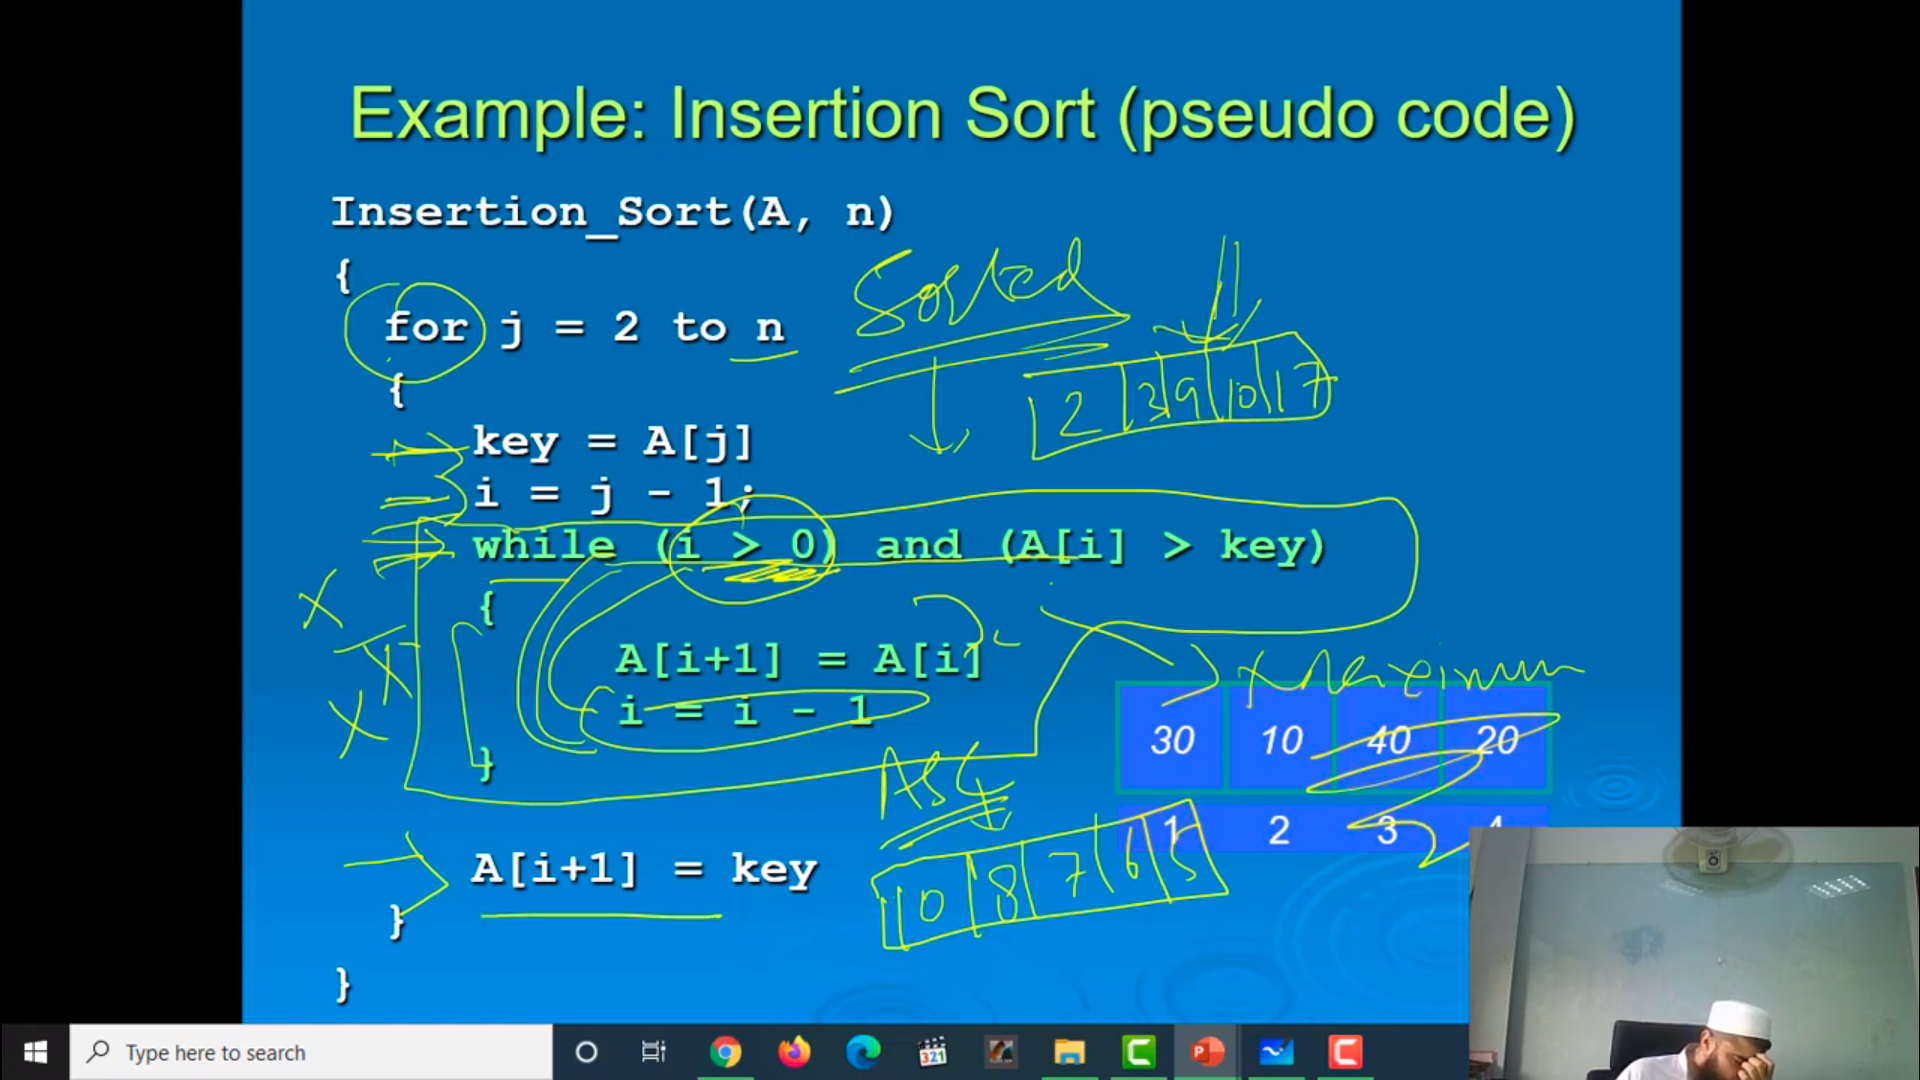 Example: Insertion Sort (pseudo code)
Insertion_Sort(A, n)
{
for j = 2 to n
Sorted
{
2 3 9 10 17
key = A[j]
i = j - 1;
while (i > 0) and (A[i] > key)
{
A[i+1] = A[i]
i = i - 1
}
Maximum
30 10 40 20
1 2 3 4
ASC
10 8 7 6 5
A[i+1] = key
}
}
Type here to search
321